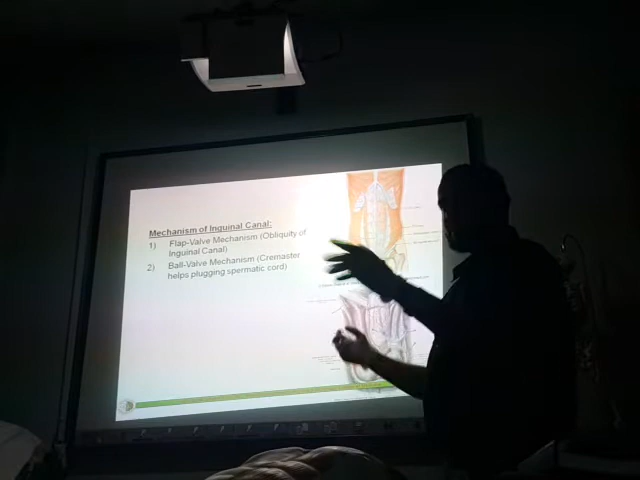 Mechanism of Inguinal Canal:
1) Flap-Valve Mechanism (Obliquity of
Inguinal Canal)
2) Ball-Valve Mechanism (Cremaster
helps plugging spermatic cord)